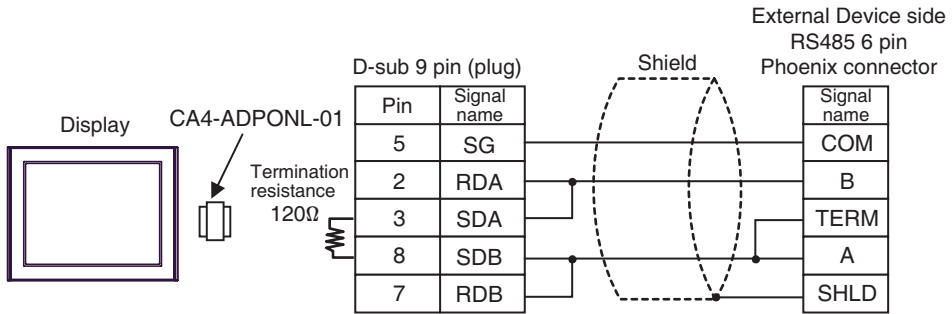 External Device side
RS485 6 pin
Phoenix connector
D-sub 9 pin (plug)
Shield
Display
CA4-ADPONL-01
Termination
resistance
120Ω
Pin Signal name
5 SG
2 RDA
3 SDA
8 SDB
7 RDB
Signal name
COM
B
TERM
A
SHLD